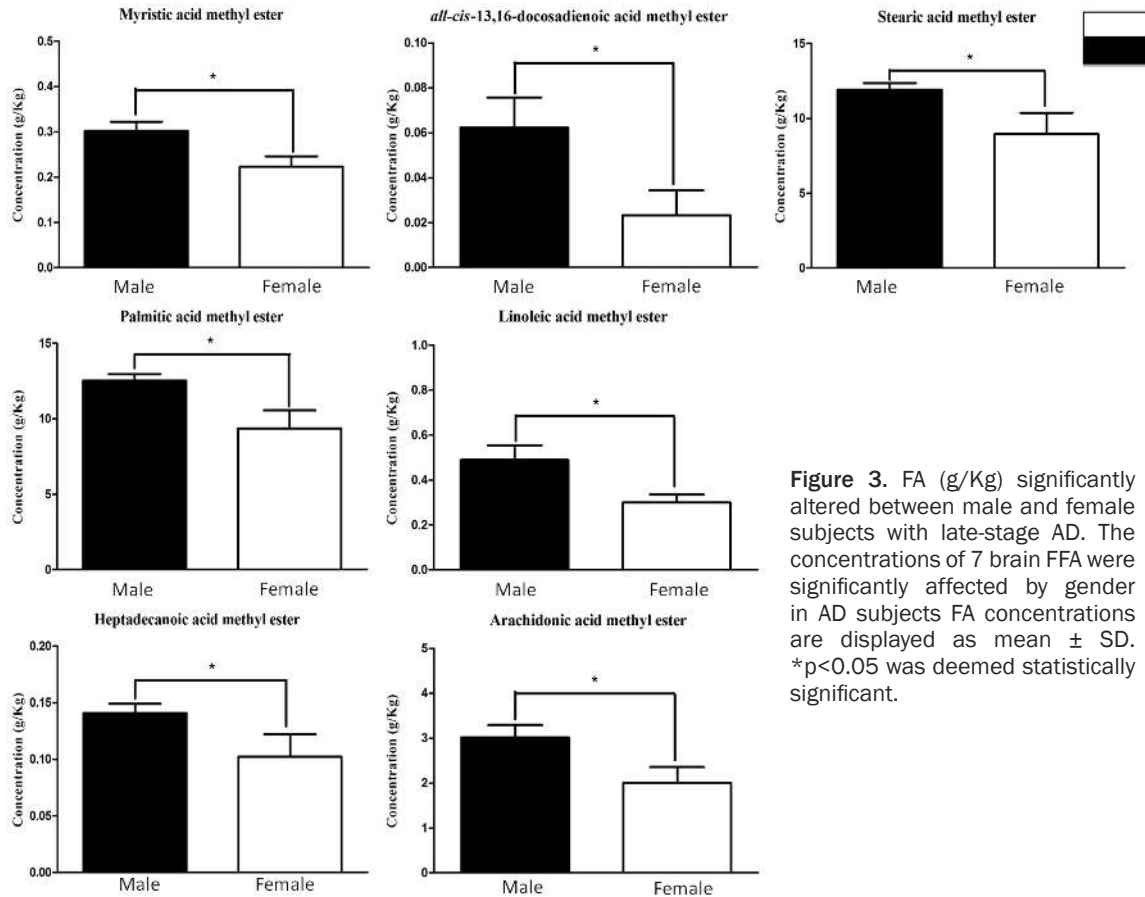 Myristic acid methyl ester
Concentration (g/Kg)
0.5
0.4
0.3
0.2
0.1
0.0
*
Male Female
all-cis-13,16-docosadienoic acid methyl ester
Concentration (g/Kg)
0.10
0.08
0.06
0.04
0.02
0.00
*
Male Female
Stearic acid methyl ester
Concentration (g/Kg)
15
10
5
0
*
Male Female
Palmitic acid methyl ester
Concentration (g/Kg)
15
10
5
0
*
Male Female
Linoleic acid methyl ester
Concentration (g/Kg)
1.0
0.8
0.6
0.4
0.2
0.0
*
Male Female
Heptadecanoic acid methyl ester
Concentration (g/Kg)
0.20
0.15
0.10
0.05
0.00
*
Male Female
Arachidonic acid methyl ester
Concentration (g/Kg)
5
4
3
2
1
0
*
Male Female
Figure 3. FA (g/Kg) significantly
altered between male and female
subjects with late-stage AD. The
concentrations of 7 brain FFA were
significantly affected by gender
in AD subjects FA concentrations
are displayed as mean ± SD.
*p<0.05 was deemed statistically
significant.